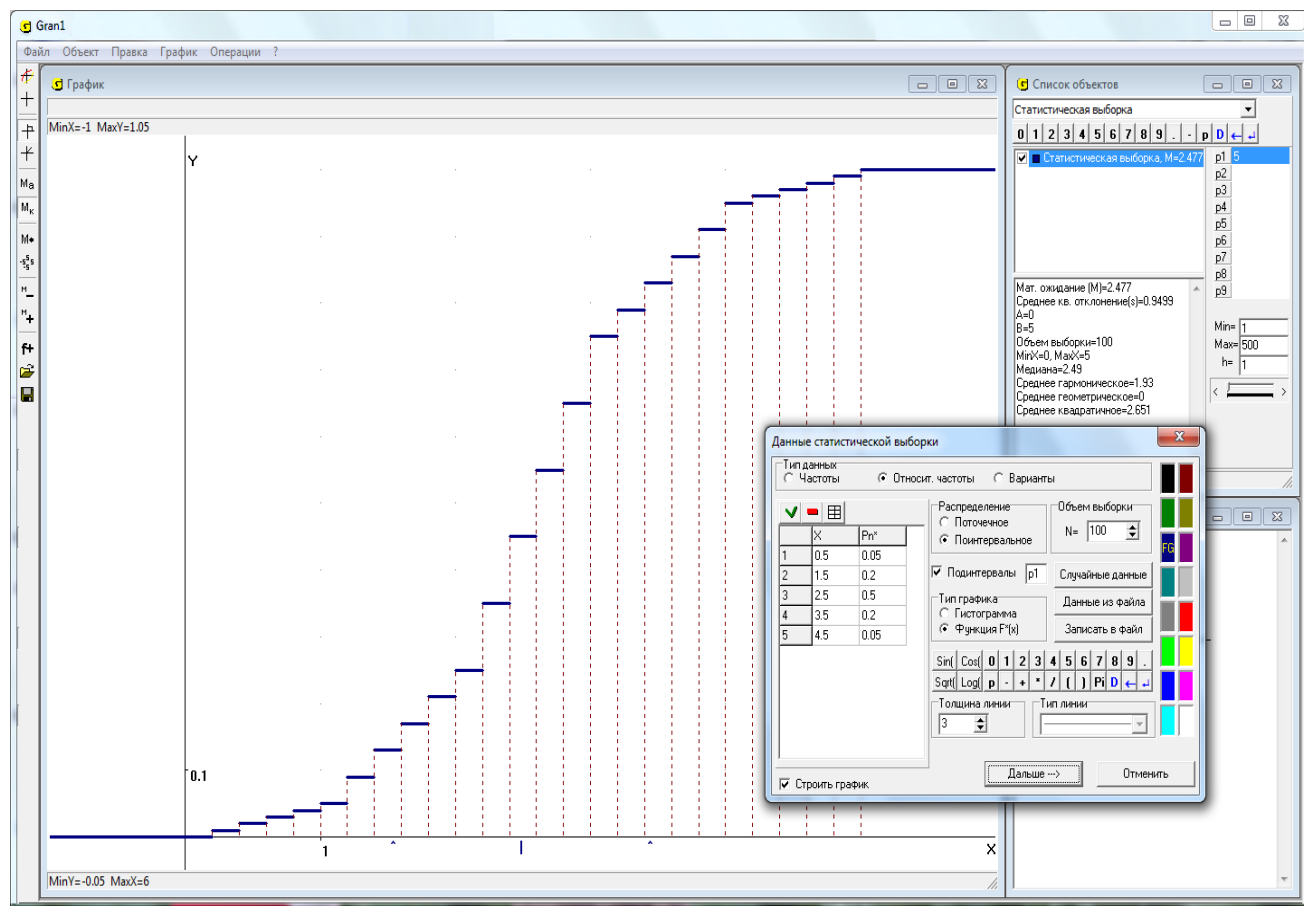 Gran1
Файл Объект Правка График Операции ?
График
MinX=-1 MaxY=1.05
Y
0.1
1
X
MinY=-0.05 MaxX=6
Ma
Mк
M
f+
Список объектов
Статистическая выборка
0 1 2 3 4 5 6 7 8 9 . - p D ← ↲
Статистическая выборка, M=2.477
p1 5
p2
p3
p4
p5
p6
p7
p8
p9
Мат. ожидание (M)=2.477
Среднее кв. отклонение(s)=0.9499
A=0
B=5
Объем выборки=100
MinX=0, MaxX=5
Медиана=2.49
Среднее гармоническое=1.93
Среднее геометрическое=0
Среднее квадратичное=2.651
Min= 1
Max= 500
h= 1
< >
Данные статистической выборки
Тип данных
Частоты Относит. частоты Варианты
X Pn*
1 0.5 0.05
2 1.5 0.2
3 2.5 0.5
4 3.5 0.2
5 4.5 0.05
Строить график
Распределение
Поточечное
Поинтервальное
Объем выборки
N= 100
Подинтервалы p1
Случайные данные
Данные из файла
Записать в файл
Тип графика
Гистограмма
Функция F*(x)
Sin( Cos( 0 1 2 3 4 5 6 7 8 9 .
Sqrt( Log( p - + * / ( ) Pi D ← ↲
Толщина линии
3
Тип линии
FG
Дальше --->
Отменить